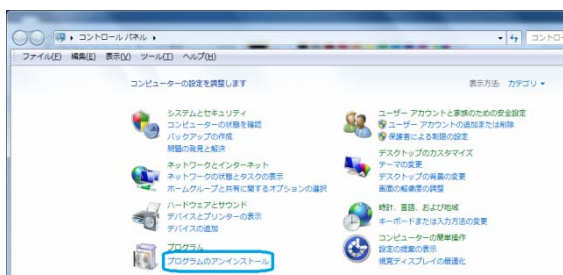 コントロール パネル
コントロ
ファイル(F) 編集(E) 表示(V) ツール(T) ヘルプ(H)
コンピューターの設定を調整します
表示方法: カテゴリ
システムとセキュリティ
コンピューターの状態を確認
バックアップの作成
問題の発見と解決
ネットワークとインターネット
ネットワークの状態とタスクの表示
ホームグループと共有に関するオプションの選択
ハードウェアとサウンド
デバイスとプリンターの表示
デバイスの追加
プログラム
プログラムのアンインストール
ユーザー アカウントと家族のための安全設定
ユーザー アカウントの追加または削除
保護者による制限の設定
デスクトップのカスタマイズ
テーマの変更
デスクトップの背景の変更
画面の解像度の調整
時計、言語、および地域
キーボードまたは入力方法の変更
コンピューターの簡単操作
設定の提案の表示
視覚ディスプレイの最適化